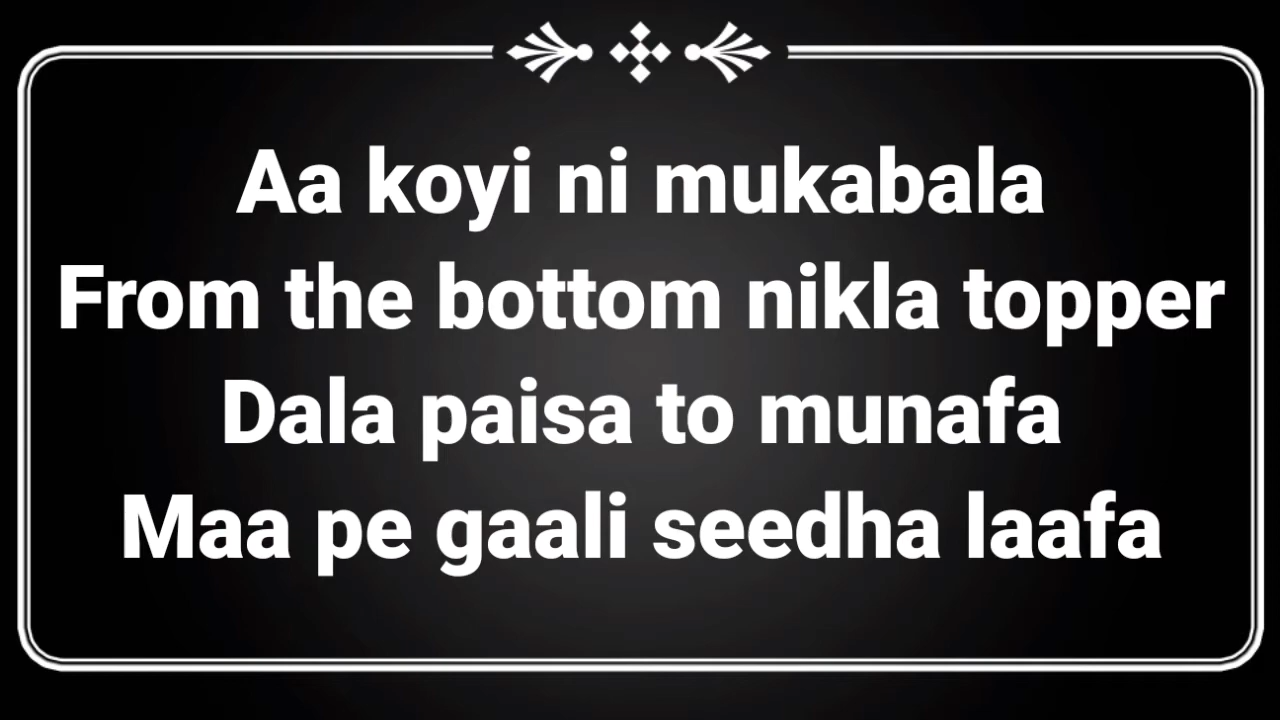 Aa koyi ni mukabala
From the bottom nikla topper
Dala paisa to munafa
Maa pe gaali seedha laafa